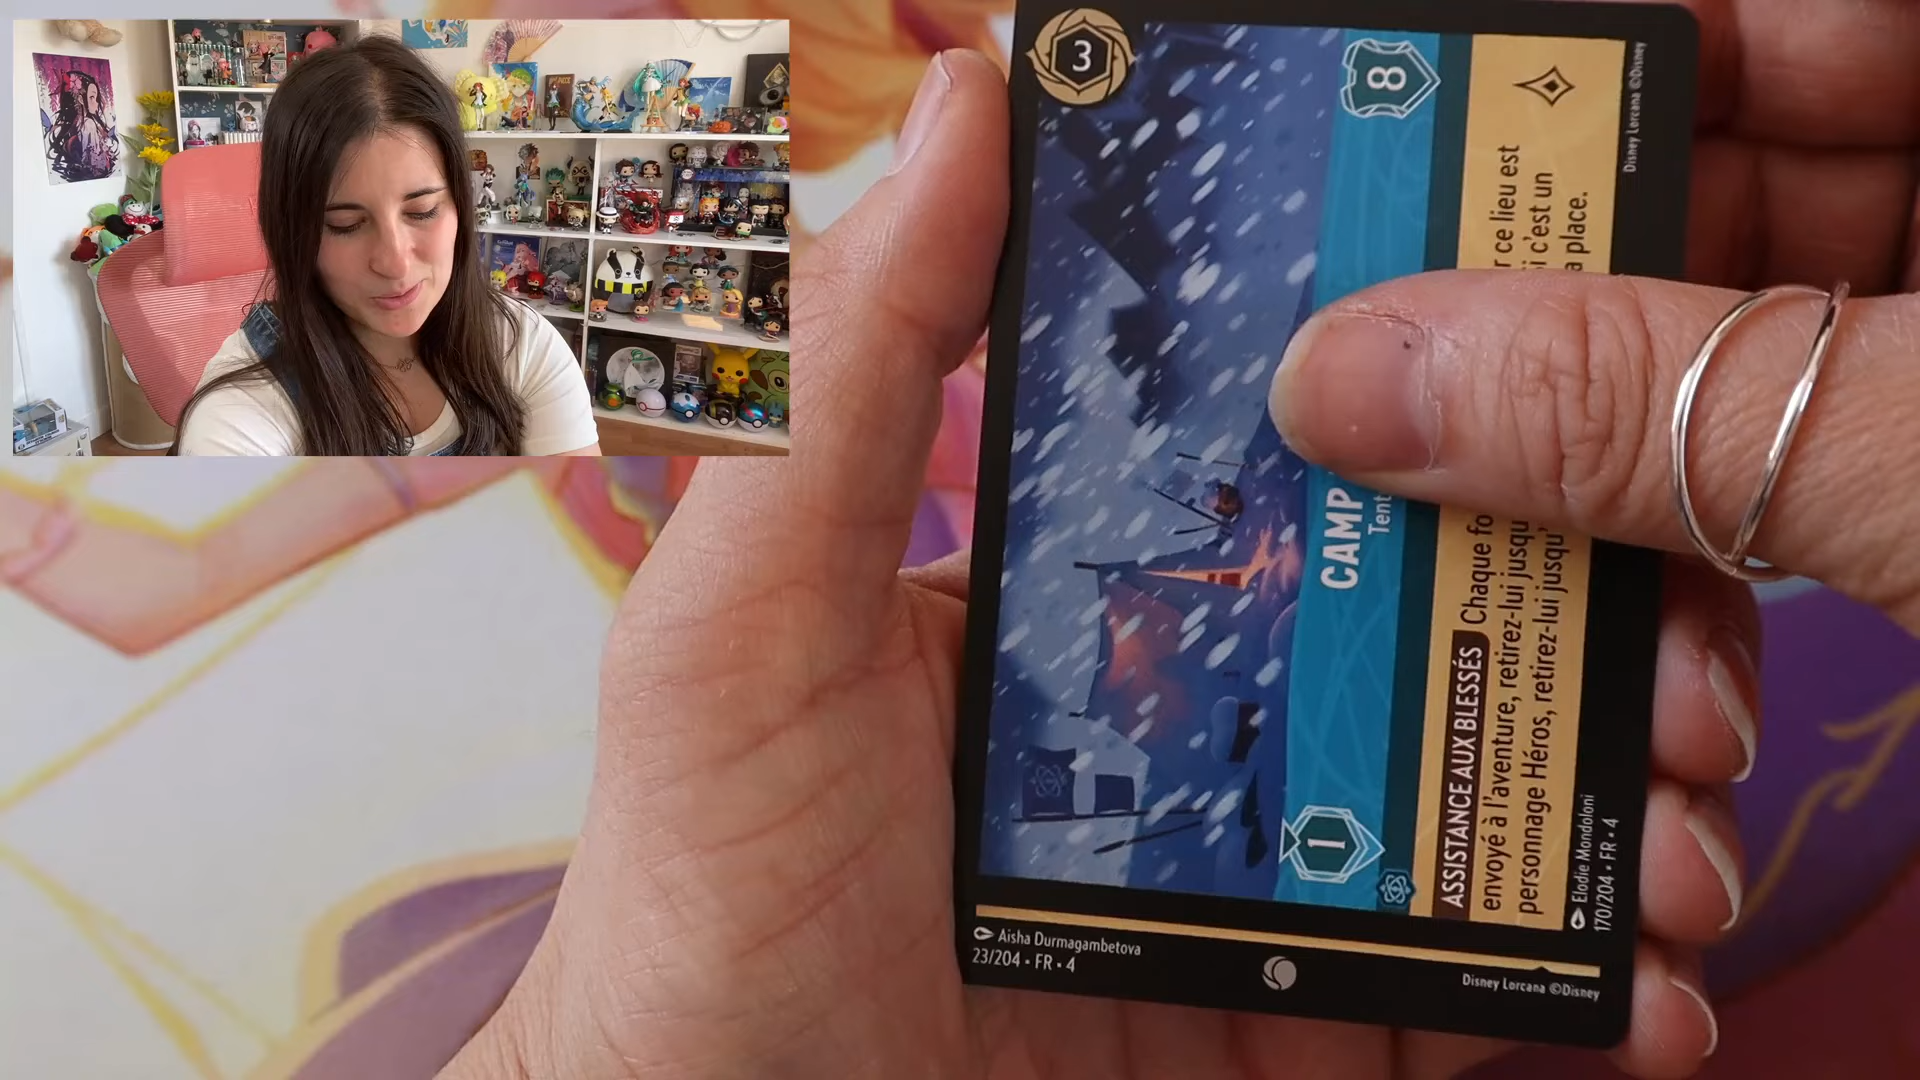 3
8
1
CAMP
Tent
ASSISTANCE AUX BLESSÉS Chaque fo
r ce lieu est
envoyé à l'aventure, retirez-lui jusqu
i c'est un
personnage Héros, retirez-lui jusqu'
a place.
Elodie Mondoloni
170/204 • FR • 4
Disney Lorcana ©Disney
Aisha Durmagambetova
23/204 • FR • 4
Disney Lorcana ©Disney